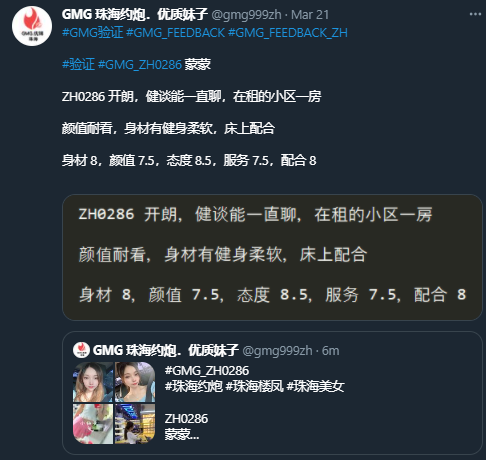 GMG 珠海约炮．优质妹子 @gmg999zh · Mar 21
#GMG验证 #GMG_FEEDBACK #GMG_FEEDBACK_ZH
#验证 #GMG_ZH0286 蒙蒙
ZH0286 开朗，健谈能一直聊，在租的小区一房
颜值耐看，身材有健身柔软，床上配合
身材 8，颜值 7.5，态度 8.5，服务 7.5，配合 8
ZH0286 开朗，健谈能一直聊，在租的小区一房
颜值耐看，身材有健身柔软，床上配合
身材 8，颜值 7.5，态度 8.5，服务 7.5，配合 8
GMG 珠海约炮．优质妹子 @gmg999zh · 6m
#GMG_ZH0286
#珠海约炮 #珠海楼凤 #珠海美女
ZH0286
蒙蒙...